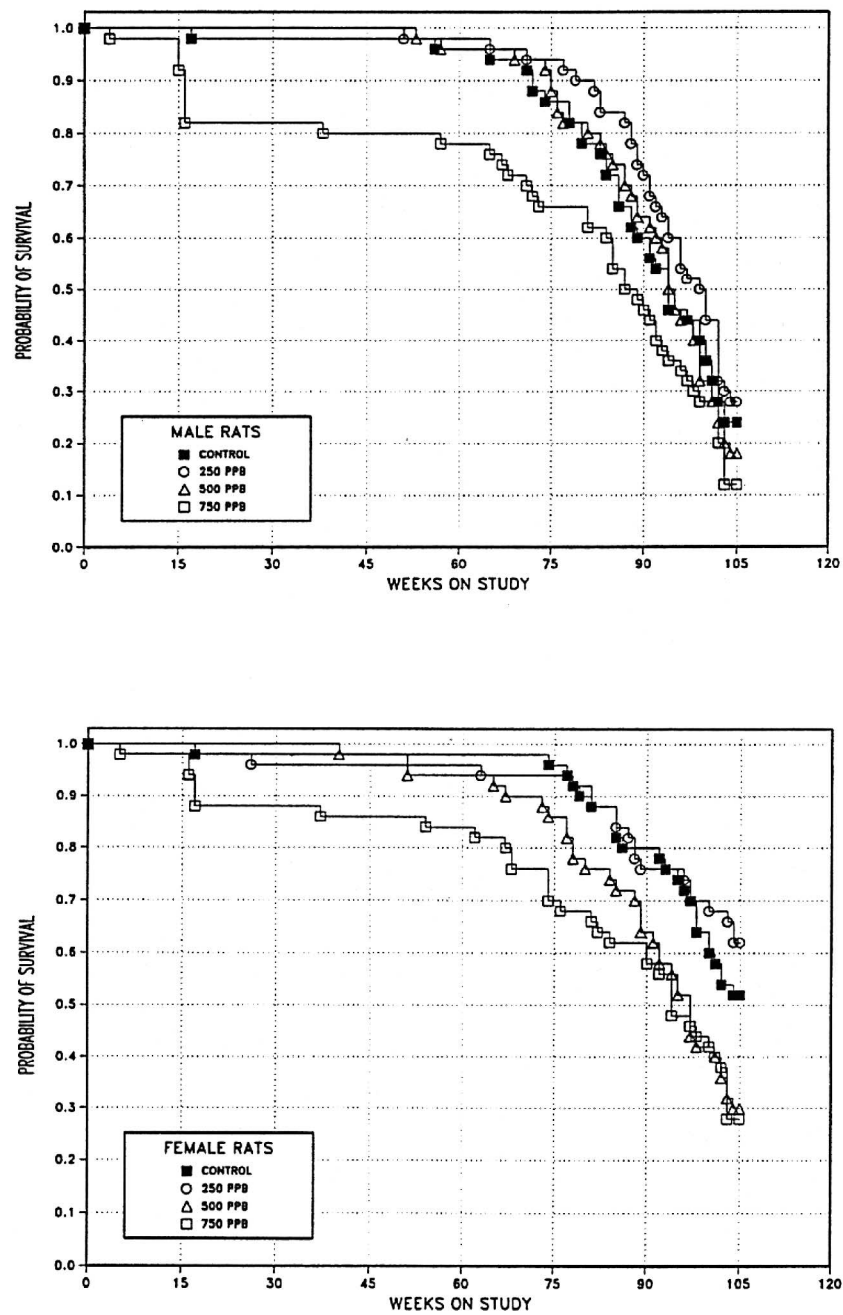 1.0
0.9
0.8
0.7
0.6
0.5
0.4
0.3
0.2
0.1
0.0
PROBABILITY OF SURVIVAL
MALE RATS
CONTROL
250 PPB
500 PPB
750 PPB
0 15 30 45 60 75 90 105 120
WEEKS ON STUDY
1.0
0.9
0.8
0.7
0.6
0.5
0.4
0.3
0.2
0.1
0.0
PROBABILITY OF SURVIVAL
FEMALE RATS
CONTROL
250 PPB
500 PPB
750 PPB
0 15 30 45 60 75 90 105 120
WEEKS ON STUDY